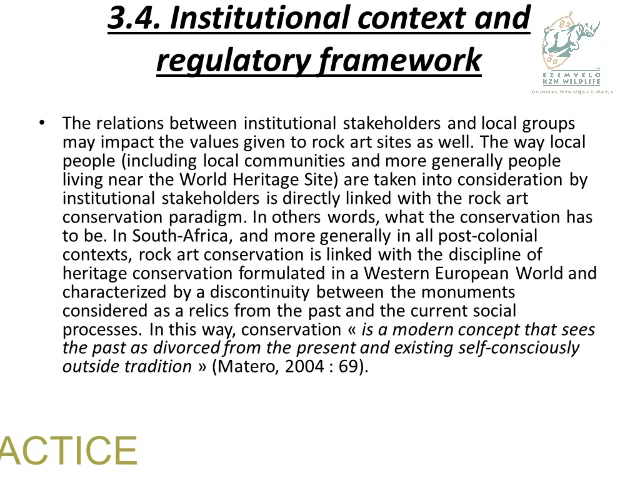 3.4. Institutional context and
regulatory framework
EZEMVELO
KZN WILDLIFE
• The relations between institutional stakeholders and local groups
may impact the values given to rock art sites as well. The way local
people (including local communities and more generally people
living near the World Heritage Site) are taken into consideration by
institutional stakeholders is directly linked with the rock art
conservation paradigm. In others words, what the conservation has
to be. In South-Africa, and more generally in all post-colonial
contexts, rock art conservation is linked with the discipline of
heritage conservation formulated in a Western European World and
characterized by a discontinuity between the monuments
considered as a relics from the past and the current social
processes. In this way, conservation « is a modern concept that sees
the past as divorced from the present and existing self-consciously
outside tradition » (Matero, 2004 : 69).
ACTICE